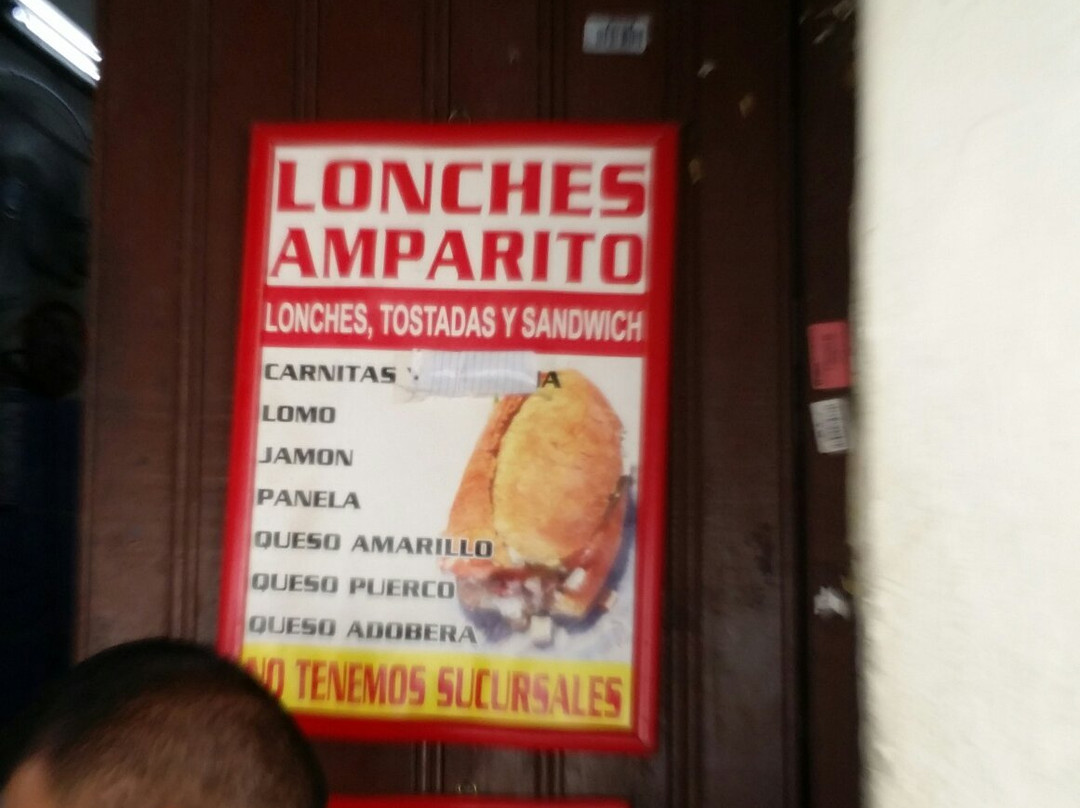 LONCHES
AMPARITO
LONCHES, TOSTADAS Y SANDWICH
CARNITAS
LOMO
JAMON
PANELA
QUESO AMARILLO
QUESO PUERCO
QUESO ADOBERA
NO TENEMOS SUCURSALES